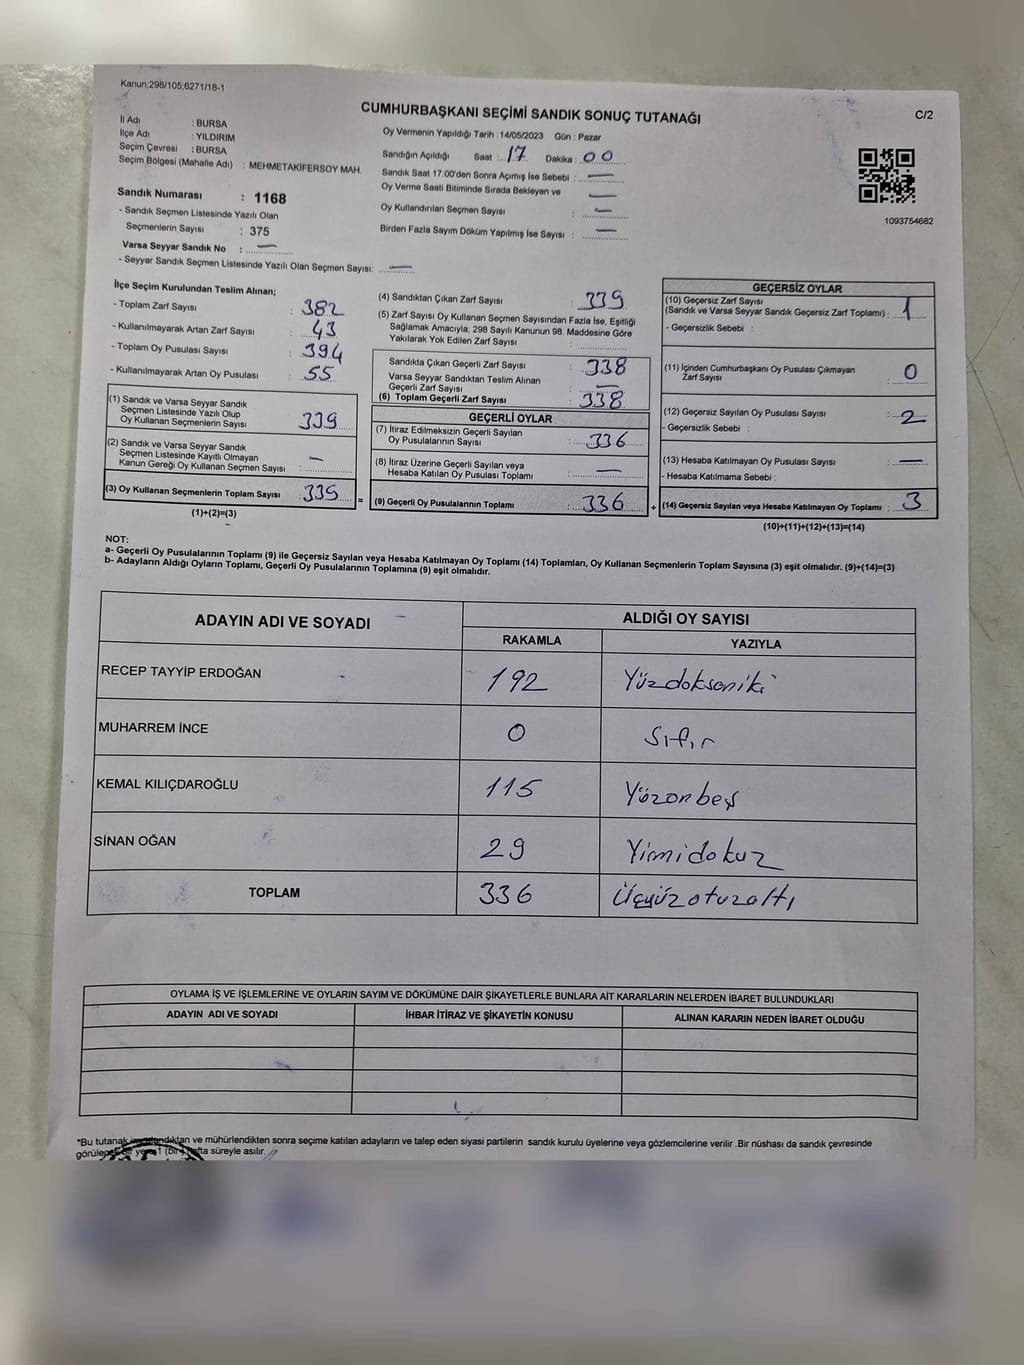 Kanun;298/105;6271/18-1
C/2
CUMHURBAŞKANI SEÇİMİ SANDIK SONUÇ TUTANAĞI
İl Adı : BURSA
İlçe Adı : YILDIRIM
Seçim Çevresi : BURSA
Seçim Bölgesi (Mahalle Adı) : MEHMETAKİFERSOY MAH.
Sandık Numarası : 1168
- Sandık Seçmen Listesinde Yazılı Olan
Seçmenlerin Sayısı : 375
Varsa Seyyar Sandık No : —
- Seyyar Sandık Seçmen Listesinde Yazılı Olan Seçmen Sayısı: —
Oy Vermenin Yapıldığı Tarih : 14/05/2023 Gün : Pazar
Sandığın Açıldığı Saat : 17 Dakika : 00
Sandık Saat 17:00'den Sonra Açımış İse Sebebi : —
Oy Verme Saati Bitiminde Sırada Bekleyen ve —
Oy Kullandırılan Seçmen Sayısı : —
Birden Fazla Sayım Döküm Yapılmış İse Sayısı : —
1093754682
İlçe Seçim Kurulundan Teslim Alınan;
- Toplam Zarf Sayısı : 382
- Kullanılmayarak Artan Zarf Sayısı : 43
- Toplam Oy Pusulası Sayısı : 394
- Kullanılmayarak Artan Oy Pusulası : 55
(1) Sandık ve Varsa Seyyar Sandık
Seçmen Listesinde Yazılı Olup
Oy Kullanan Seçmenlerin Sayısı : 339
(2) Sandık ve Varsa Seyyar Sandık
Seçmen Listesinde Kayıtlı Olmayan
Kanun Gereği Oy Kullanan Seçmen Sayısı : —
(3) Oy Kullanan Seçmenlerin Toplam Sayısı : 339 =
(1)+(2)=(3)
(4) Sandıktan Çıkan Zarf Sayısı : 339
(5) Zarf Sayısı Oy Kullanan Seçmen Sayısından Fazla İse, Eşitliği
Sağlamak Amacıyla; 298 Sayılı Kanunun 98. Maddesine Göre
Yakılarak Yok Edilen Zarf Sayısı :
Sandıkta Çıkan Geçerli Zarf Sayısı : 338
Varsa Seyyar Sandıktan Teslim Alınan
Geçerli Zarf Sayısı : —
(6) Toplam Geçerli Zarf Sayısı : 338
GEÇERLİ OYLAR
(7) İtiraz Edilmeksizin Geçerli Sayılan
Oy Pusulalarının Sayısı : 336
(8) İtiraz Üzerine Geçerli Sayılan veya
Hesaba Katılan Oy Pusulası Toplamı : —
(9) Geçerli Oy Pusulalarının Toplamı : 336 +
GEÇERSİZ OYLAR
(10) Geçersiz Zarf Sayısı
(Sandık ve Varsa Seyyar Sandık Geçersiz Zarf Toplamı) : 1
- Geçersizlik Sebebi :
(11) İçinden Cumhurbaşkanı Oy Pusulası Çıkmayan
Zarf Sayısı : 0
(12) Geçersiz Sayılan Oy Pusulası Sayısı : 2
- Geçersizlik Sebebi :
(13) Hesaba Katılmayan Oy Pusulası Sayısı : —
- Hesaba Katılmama Sebebi :
(14) Geçersiz Sayılan veya Hesaba Katılmayan Oy Toplamı : 3
(10)+(11)+(12)+(13)=(14)
NOT:
a- Geçerli Oy Pusulalarının Toplamı (9) ile Geçersiz Sayılan veya Hesaba Katılmayan Oy Toplamı (14) Toplamları, Oy Kullanan Seçmenlerin Toplam Sayısına (3) eşit olmalıdır. (9)+(14)=(3)
b- Adayların Aldığı Oyların Toplamı, Geçerli Oy Pusulalarının Toplamına (9) eşit olmalıdır.
ADAYIN ADI VE SOYADI ALDIĞI OY SAYISI
RAKAMLA YAZIYLA
RECEP TAYYİP ERDOĞAN 192 Yüzdoksaniki
MUHARREM İNCE 0 Sıfır
KEMAL KILIÇDAROĞLU 115 Yüzonbeş
SİNAN OĞAN 29 Yirmidokuz
TOPLAM 336 Üçyüzotuzaltı
OYLAMA İŞ VE İŞLEMLERİNE VE OYLARIN SAYIM VE DÖKÜMÜNE DAİR ŞİKAYETLERLE BUNLARA AİT KARARLARIN NELERDEN İBARET BULUNDUKLARI
ADAYIN ADI VE SOYADI İHBAR İTİRAZ VE ŞİKAYETİN KONUSU ALINAN KARARIN NEDEN İBARET OLDUĞU
*Bu tutanak ve mühürlendikten sonra seçime katılan adayların ve talep eden siyasi partilerin sandık kurulu üyelerine veya gözlemcilerine verilir .Bir nüshası da sandık çevresinde
bir yere 1 (bir) hafta süreyle asılır.